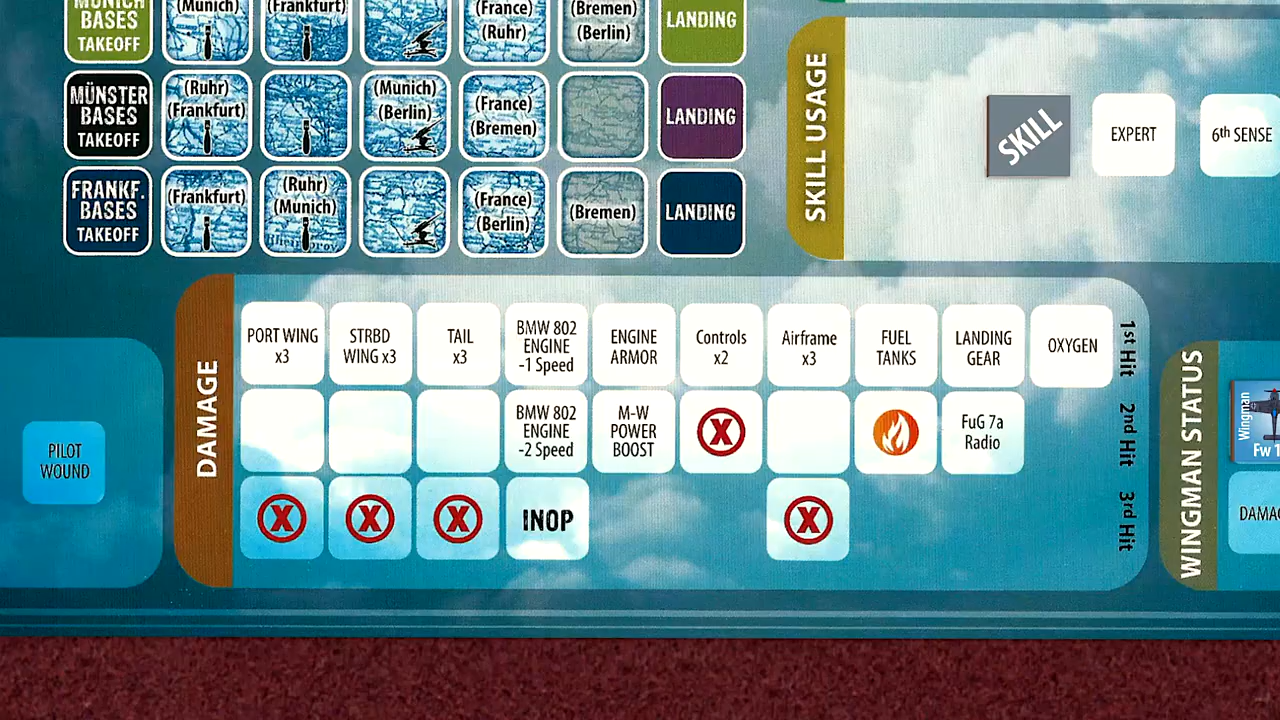 MUNICH
BASES
TAKEOFF
(Munich)
(Frankfurt)
(France)
(Ruhr)
(Bremen)
(Berlin)
LANDING
MÜNSTER
BASES
TAKEOFF
(Ruhr)
(Frankfurt)
(Munich)
(Berlin)
(France)
(Bremen)
LANDING
FRANKF.
BASES
TAKEOFF
(Frankfurt)
(Ruhr)
(Munich)
(France)
(Berlin)
(Bremen)
LANDING
SKILL USAGE
SKILL
EXPERT
6th SENSE
PILOT
WOUND
DAMAGE
PORT WING
x3
STRBD
WING x3
TAIL
x3
BMW 802
ENGINE
-1 Speed
ENGINE
ARMOR
Controls
x2
Airframe
x3
FUEL
TANKS
LANDING
GEAR
OXYGEN
1st Hit
BMW 802
ENGINE
-2 Speed
M-W
POWER
BOOST
X
FuG 7a
Radio
2nd Hit
X
X
X
INOP
X
3rd Hit
WINGMAN STATUS
Wingman
Fw 1
DAMAG